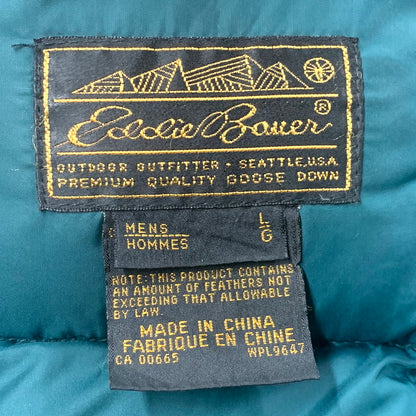 Eddie Bauer®
OUTDOOR OUTFITTER - SEATTLE, U.S.A.
PREMIUM QUALITY GOOSE DOWN
MENS L/G
HOMMES
NOTE: THIS PRODUCT CONTAINS
AN AMOUNT OF FEATHERS NOT
EXCEEDING THAT ALLOWABLE
BY LAW.
MADE IN CHINA
FABRIQUE EN CHINE
CA 00665 WPL9647